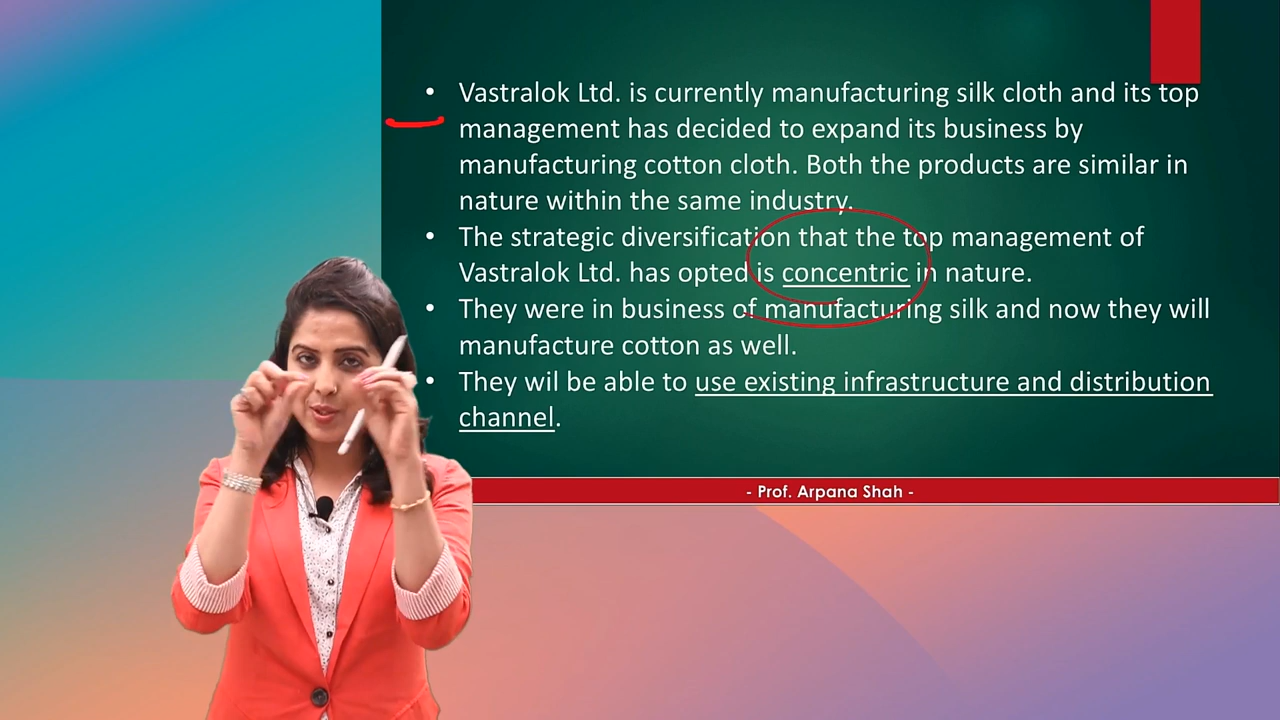 • Vastralok Ltd. is currently manufacturing silk cloth and its top
management has decided to expand its business by
manufacturing cotton cloth. Both the products are similar in
nature within the same industry.
• The strategic diversification that the top management of
Vastralok Ltd. has opted is concentric in nature.
• They were in business of manufacturing silk and now they will
manufacture cotton as well.
• They wil be able to use existing infrastructure and distribution
channel.
- Prof. Arpana Shah -